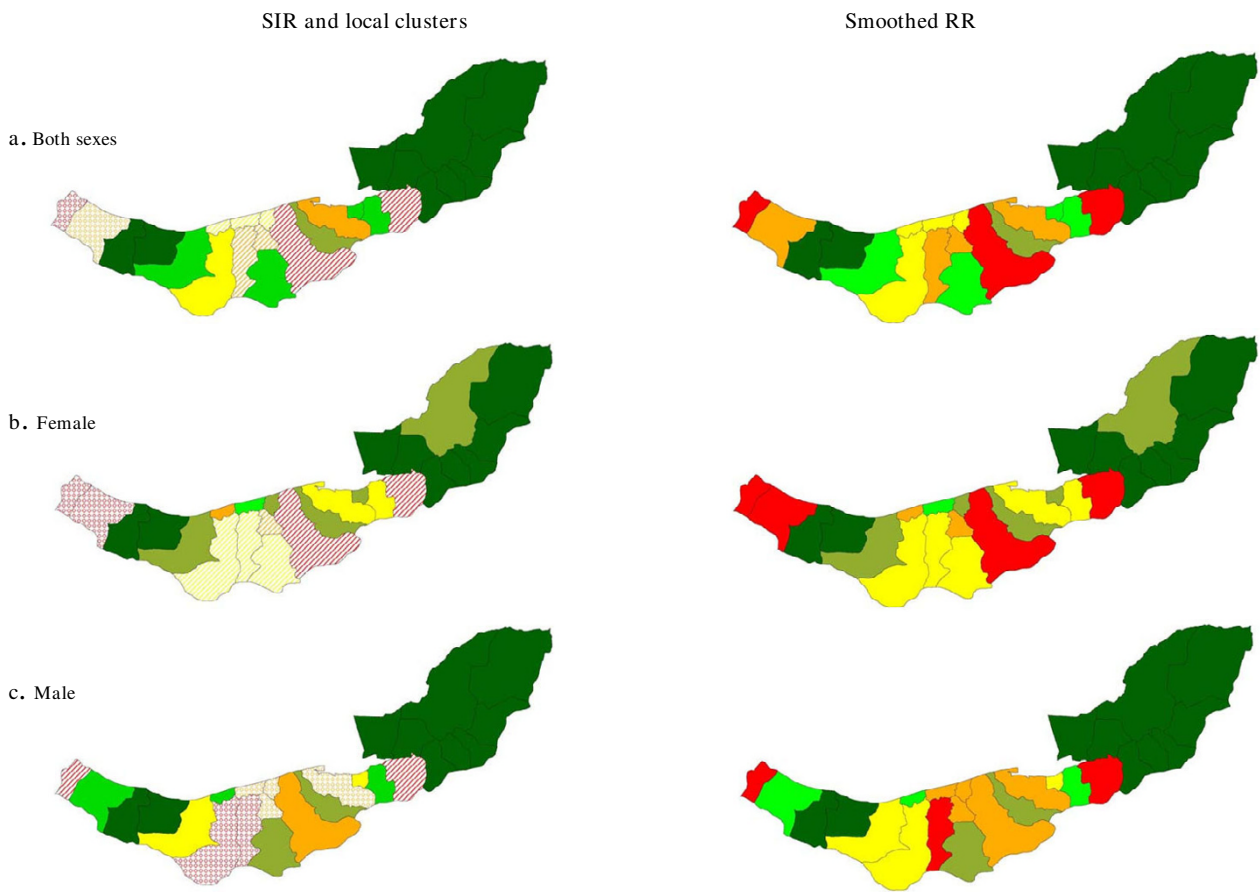 SIR and local clusters
Smoothed RR
a. Both sexes
b. Female
c. Male